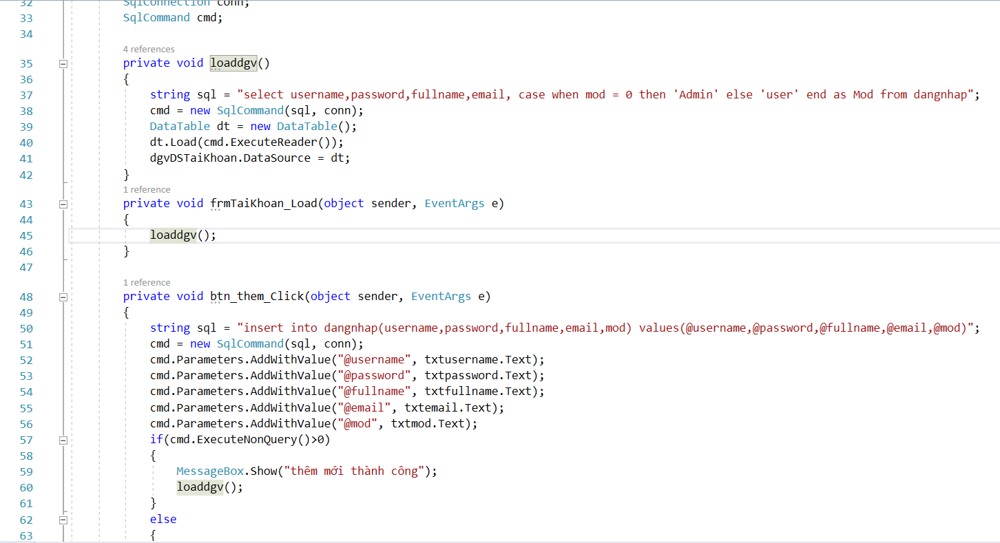 32 SqlConnection conn;
33 SqlCommand cmd;
34
4 references
35 private void loaddgv()
36 {
37 string sql = "select username,password,fullname,email, case when mod = 0 then 'Admin' else 'user' end as Mod from dangnhap";
38 cmd = new SqlCommand(sql, conn);
39 DataTable dt = new DataTable();
40 dt.Load(cmd.ExecuteReader());
41 dgvDSTaiKhoan.DataSource = dt;
42 }
1 reference
43 private void frmTaiKhoan_Load(object sender, EventArgs e)
44 {
45 loaddgv();
46 }
47
1 reference
48 private void btn_them_Click(object sender, EventArgs e)
49 {
50 string sql = "insert into dangnhap(username,password,fullname,email,mod) values(@username,@password,@fullname,@email,@mod)";
51 cmd = new SqlCommand(sql, conn);
52 cmd.Parameters.AddWithValue("@username", txtusername.Text);
53 cmd.Parameters.AddWithValue("@password", txtpassword.Text);
54 cmd.Parameters.AddWithValue("@fullname", txtfullname.Text);
55 cmd.Parameters.AddWithValue("@email", txtemail.Text);
56 cmd.Parameters.AddWithValue("@mod", txtmod.Text);
57 if(cmd.ExecuteNonQuery()>0)
58 {
59 MessageBox.Show("thêm mới thành công");
60 loaddgv();
61 }
62 else
63 {